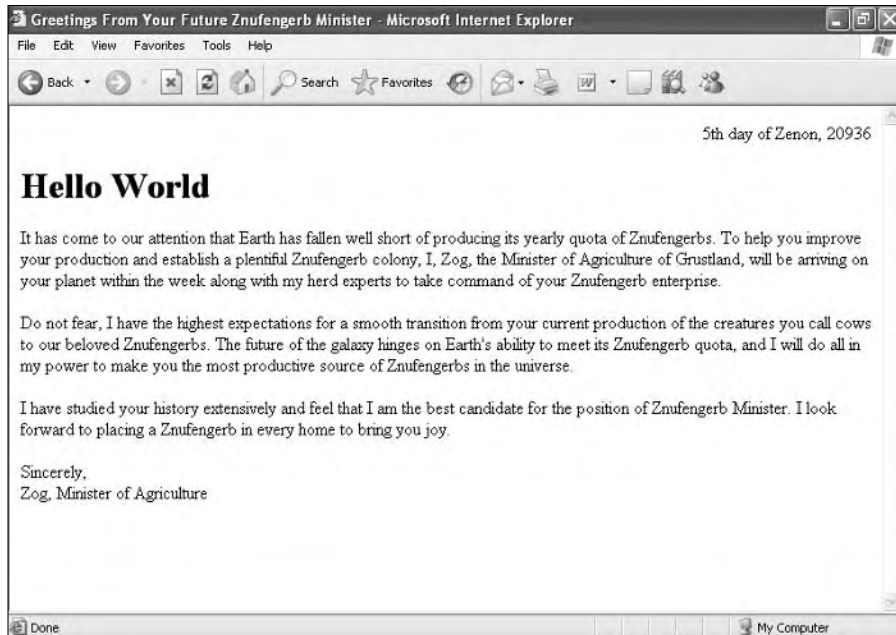 Greetings From Your Future Znufengerb Minister - Microsoft Internet Explorer
File Edit View Favorites Tools Help
Back Search Favorites
5th day of Zenon, 20936
Hello World
It has come to our attention that Earth has fallen well short of producing its yearly quota of Znufengerbs. To help you improve
your production and establish a plentiful Znufengerb colony, I, Zog, the Minister of Agriculture of Grustland, will be arriving on
your planet within the week along with my herd experts to take command of your Znufengerb enterprise.
Do not fear, I have the highest expectations for a smooth transition from your current production of the creatures you call cows
to our beloved Znufengerbs. The future of the galaxy hinges on Earth's ability to meet its Znufengerb quota, and I will do all in
my power to make you the most productive source of Znufengerbs in the universe.
I have studied your history extensively and feel that I am the best candidate for the position of Znufengerb Minister. I look
forward to placing a Znufengerb in every home to bring you joy.
Sincerely,
Zog, Minister of Agriculture
Done My Computer